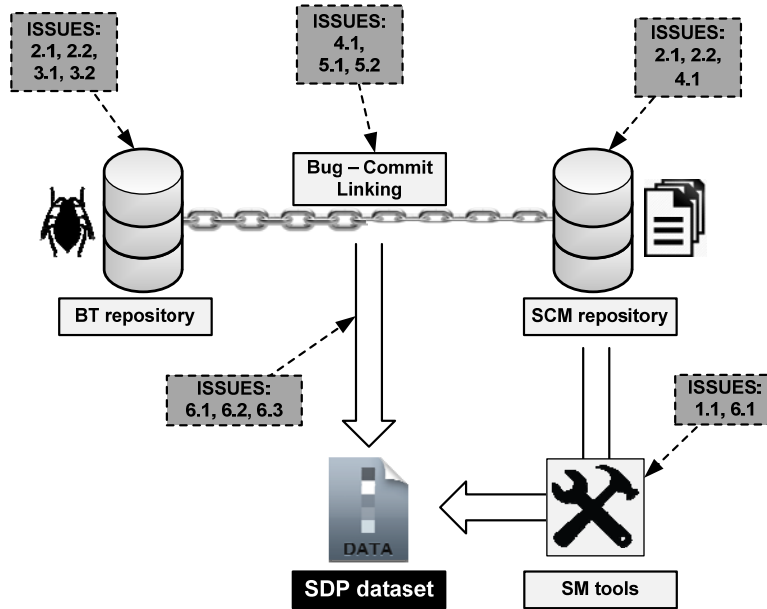 ISSUES:
2.1, 2.2,
3.1, 3.2
ISSUES:
4.1,
5.1, 5.2
ISSUES:
2.1, 2.2,
4.1
Bug – Commit
Linking
BT repository
SCM repository
ISSUES:
6.1, 6.2, 6.3
ISSUES:
1.1, 6.1
DATA
SDP dataset
SM tools